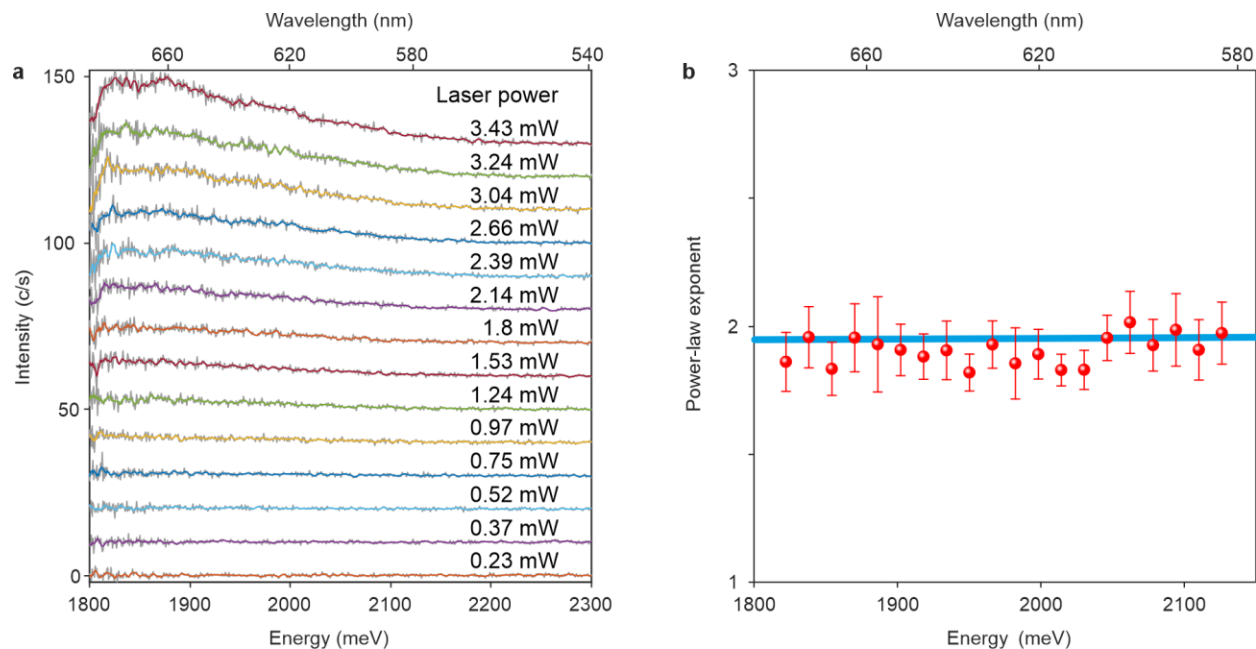 Wavelength (nm)
660
620
580
540
a
150
100
50
0
Intensity (c/s)
Laser power
3.43 mW
3.24 mW
3.04 mW
2.66 mW
2.39 mW
2.14 mW
1.8 mW
1.53 mW
1.24 mW
0.97 mW
0.75 mW
0.52 mW
0.37 mW
0.23 mW
1800
1900
2000
2100
2200
2300
Energy (meV)
Wavelength (nm)
660
620
580
b
3
2
1
Power-law exponent
1800
1900
2000
2100
Energy (meV)